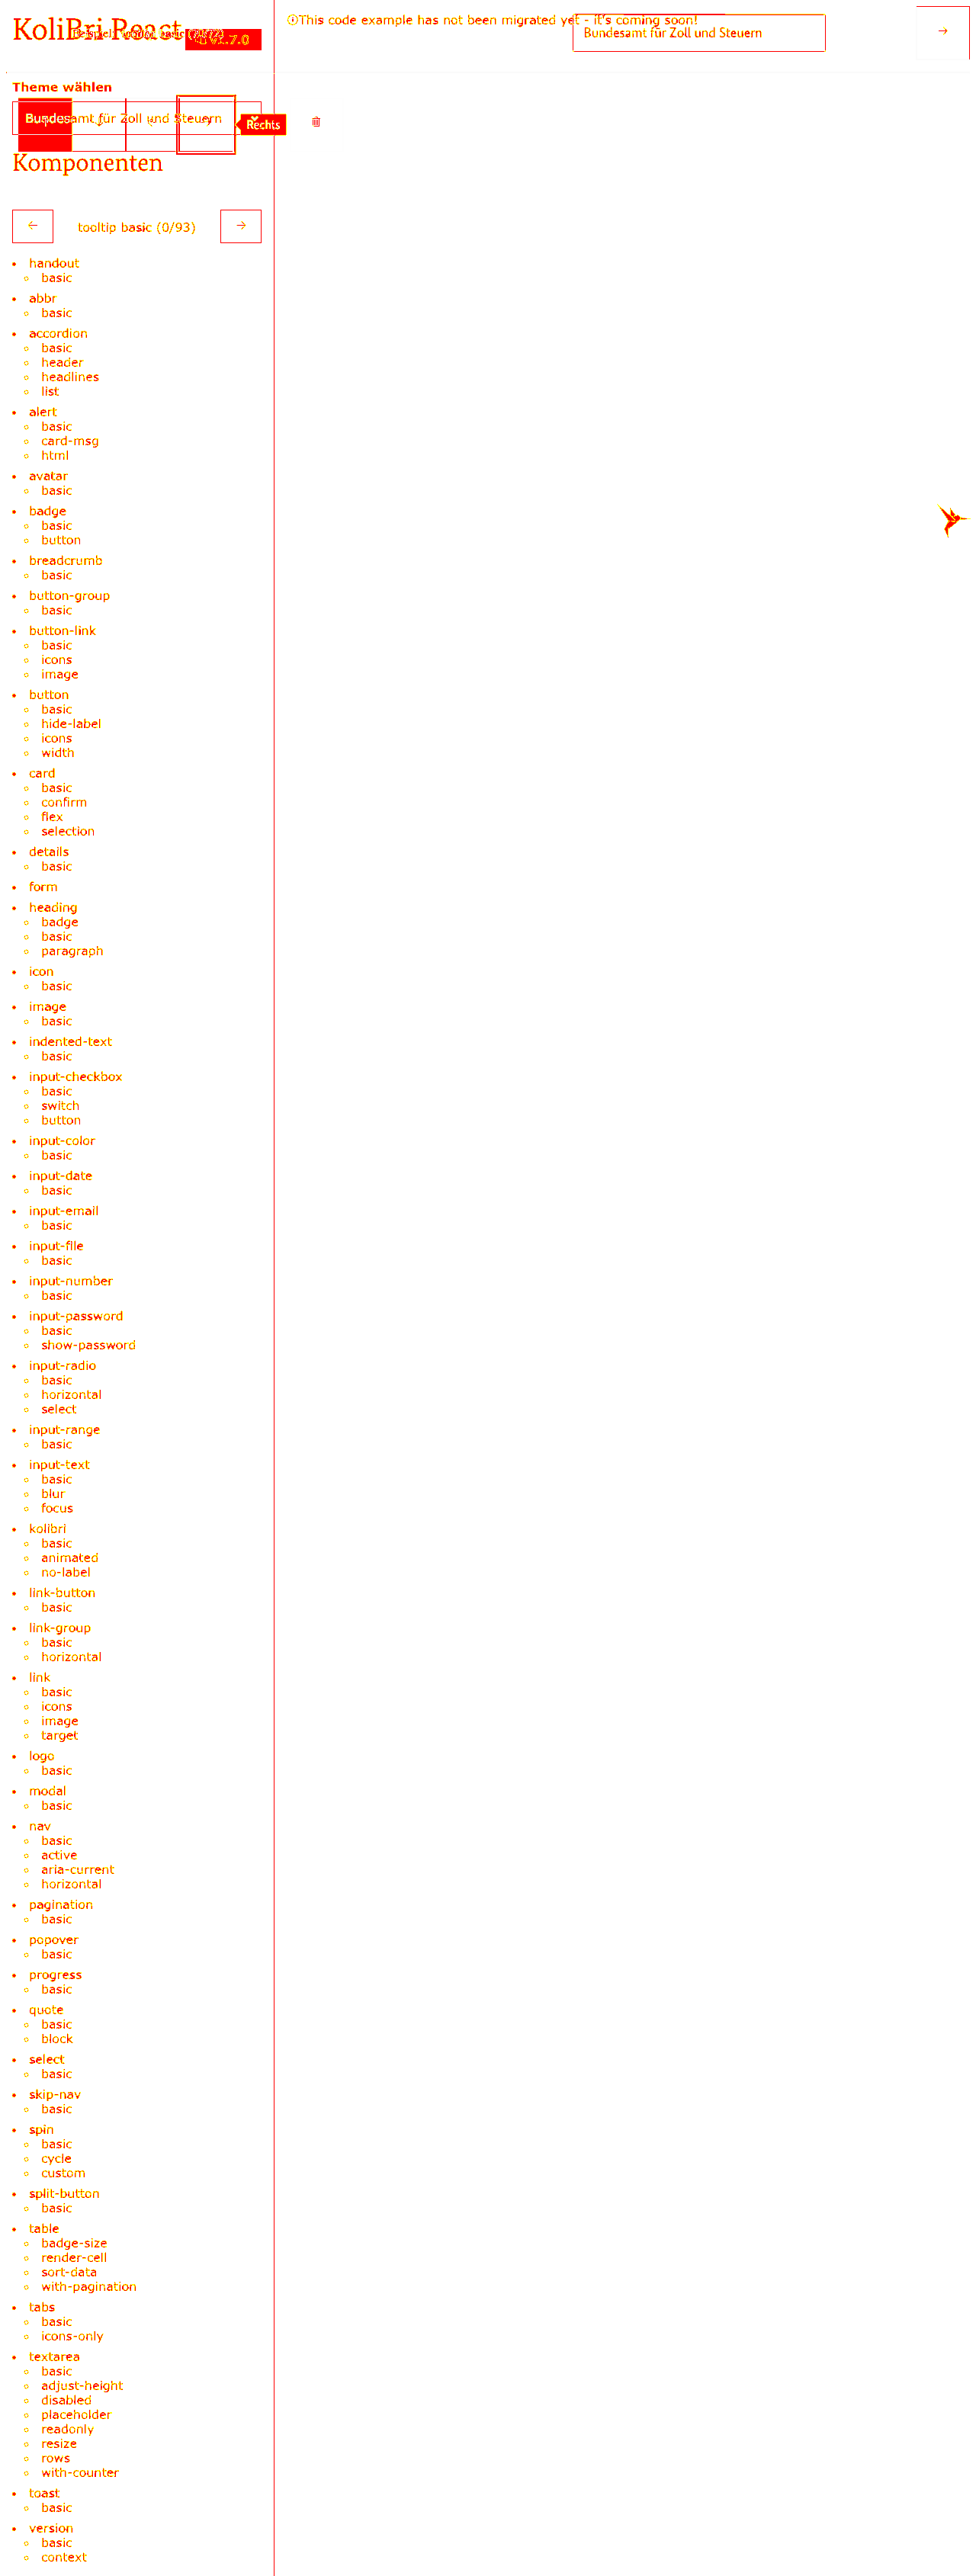 KoliBri React
v1.7.0
This code example has not been migrated yet - it's coming soon!
Bundesamt für Zoll und Steuern
Theme wählen
Bundesamt für Zoll und Steuern
Rechts
Komponenten
tooltip basic (0/93)
handout
basic
abbr
basic
accordion
basic
header
headlines
list
alert
basic
card-msg
html
avatar
basic
badge
basic
button
breadcrumb
basic
button-group
basic
button-link
basic
icons
image
button
basic
hide-label
icons
width
card
basic
confirm
flex
selection
details
basic
form
heading
badge
basic
paragraph
icon
basic
image
basic
indented-text
basic
input-checkbox
basic
switch
button
input-color
basic
input-date
basic
input-email
basic
input-file
basic
input-number
basic
input-password
basic
show-password
input-radio
basic
horizontal
select
input-range
basic
input-text
basic
blur
focus
kolibri
basic
animated
no-label
link-button
basic
link-group
basic
horizontal
link
basic
icons
image
target
logo
basic
modal
basic
nav
basic
active
aria-current
horizontal
pagination
basic
popover
basic
progress
basic
quote
basic
block
select
basic
skip-nav
basic
spin
basic
cycle
custom
split-button
basic
table
badge-size
render-cell
sort-data
with-pagination
tabs
basic
icons-only
textarea
basic
adjust-height
disabled
placeholder
readonly
resize
rows
with-counter
toast
basic
version
basic
context